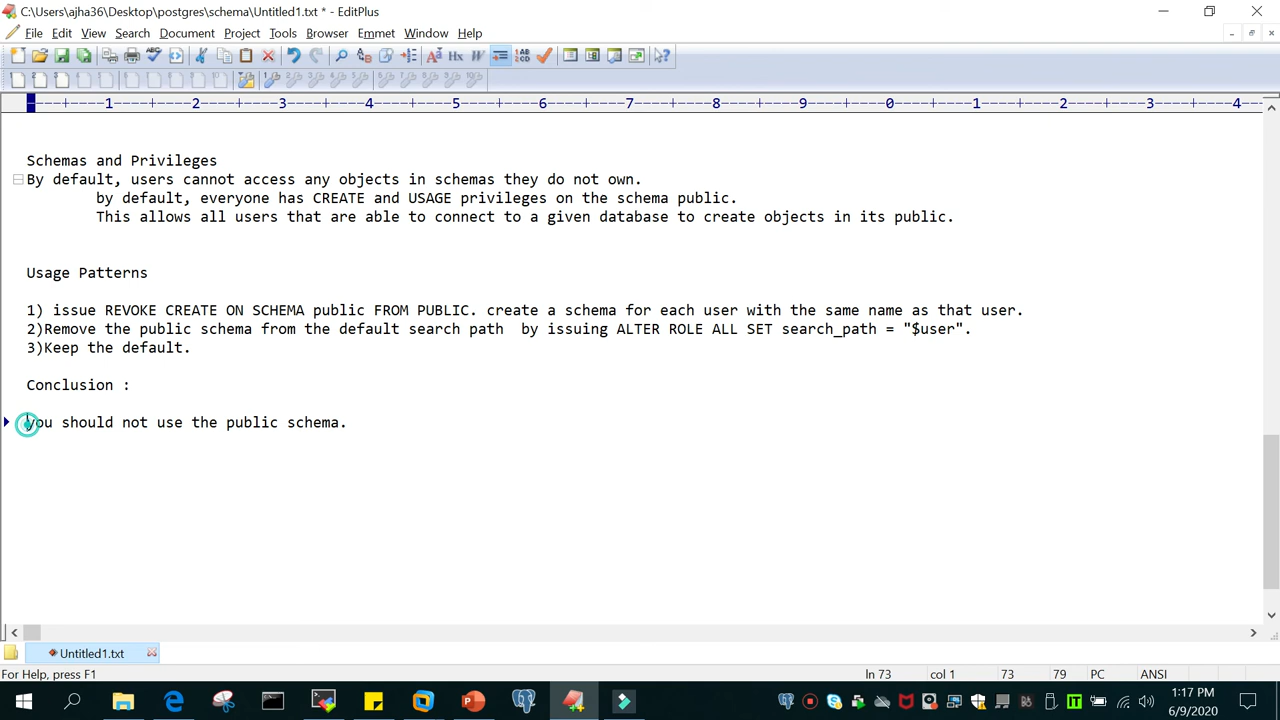 C:\Users\ajha36\Desktop\postgres\schema\Untitled1.txt * - EditPlus
File Edit View Search Document Project Tools Browser Emmet Window Help
Schemas and Privileges
By default, users cannot access any objects in schemas they do not own.
by default, everyone has CREATE and USAGE privileges on the schema public.
This allows all users that are able to connect to a given database to create objects in its public.
Usage Patterns
1) issue REVOKE CREATE ON SCHEMA public FROM PUBLIC. create a schema for each user with the same name as that user.
2)Remove the public schema from the default search path  by issuing ALTER ROLE ALL SET search_path = "$user".
3)Keep the default.
Conclusion :
you should not use the public schema.
Untitled1.txt
For Help, press F1
ln 73 col 1 73 79 PC ANSI
1:17 PM
6/9/2020